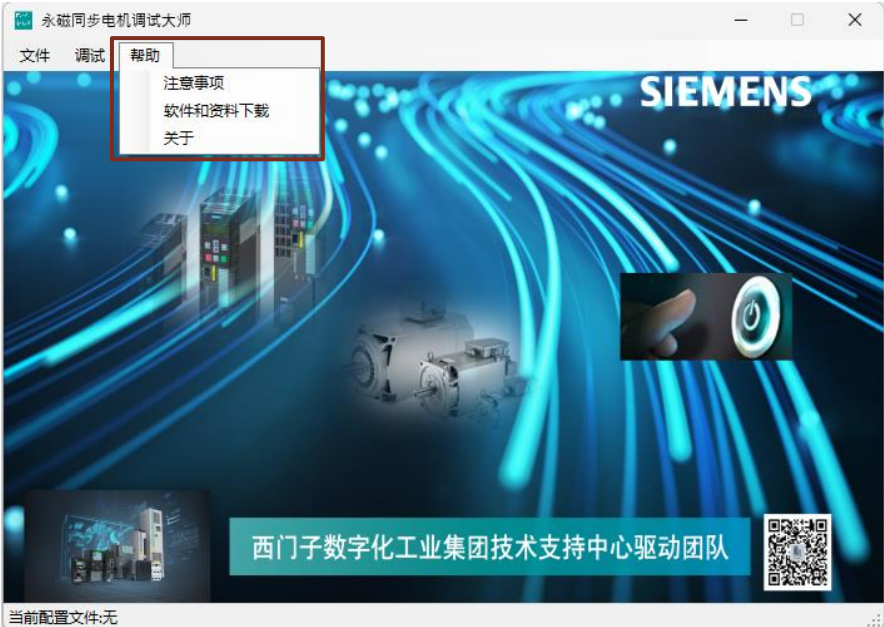 永磁同步电机调试大师
文件 调试 帮助
注意事项
软件和资料下载
关于
SIEMENS
西门子数字化工业集团技术支持中心驱动团队
当前配置文件:无